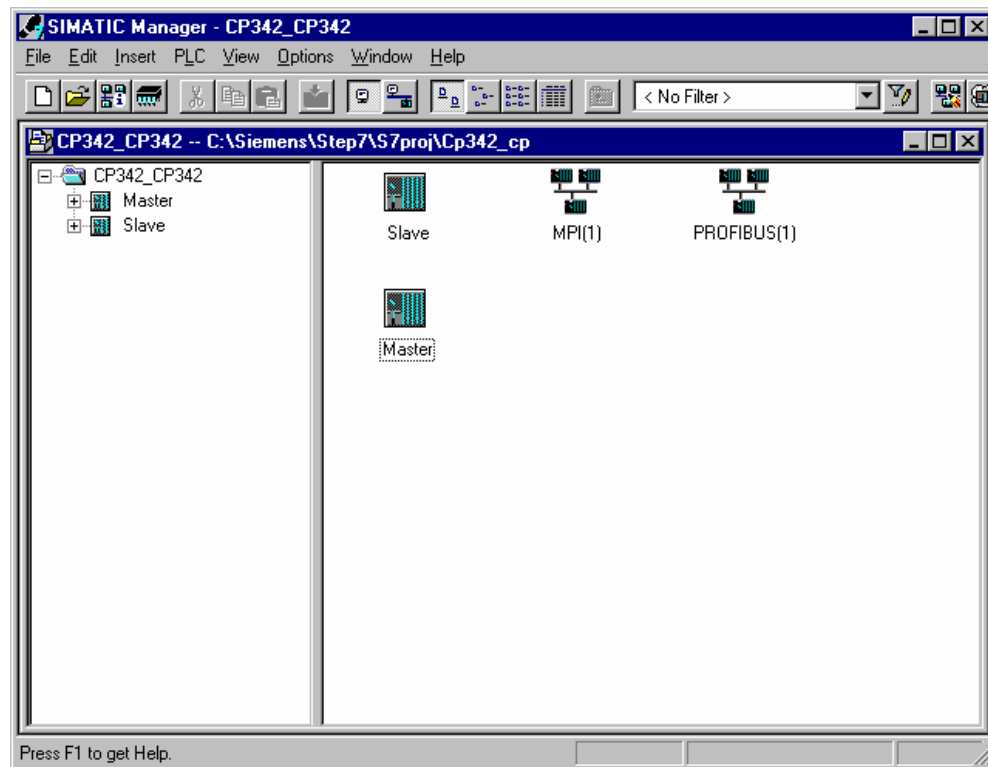 SIMATIC Manager - CP342_CP342
File Edit Insert PLC View Options Window Help
< No Filter >
CP342_CP342 -- C:\Siemens\Step7\S7proj\Cp342_cp
CP342_CP342
Master
Slave
Slave
MPI(1)
PROFIBUS(1)
Master
Press F1 to get Help.